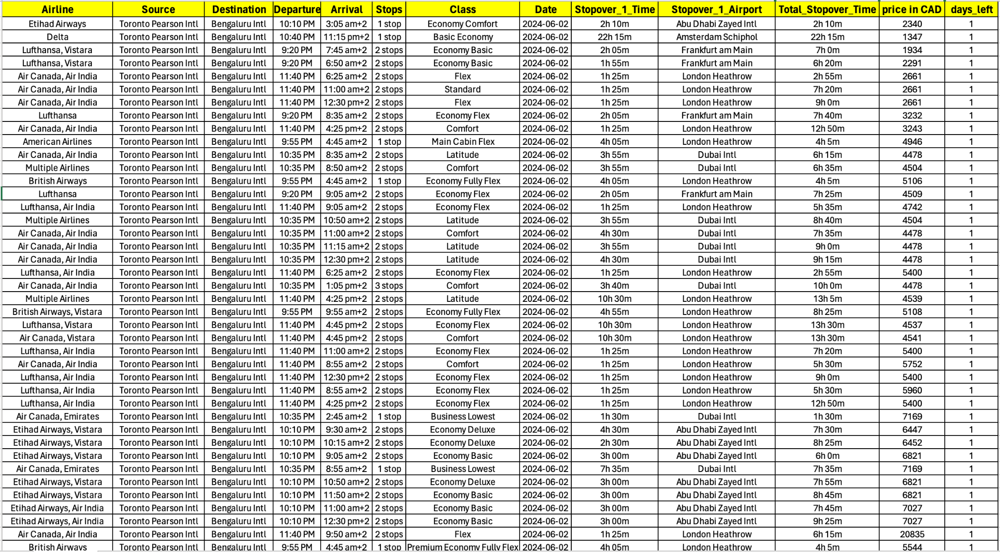 Airline Source Destination Departure Arrival Stops Class Date Stopover_1_Time Stopover_1_Airport Total_Stopover_Time price in CAD days_left
Etihad Airways Toronto Pearson Intl Bengaluru Intl 10:10 PM 3:05 am+2 1 stop Economy Comfort 2024-06-02 2h 10m Abu Dhabi Zayed Intl 2h 10m 2340 1
Delta Toronto Pearson Intl Bengaluru Intl 10:40 PM 11:15 pm+2 1 stop Basic Economy 2024-06-02 22h 15m Amsterdam Schiphol 22h 15m 1347 1
Lufthansa, Vistara Toronto Pearson Intl Bengaluru Intl 9:20 PM 7:45 am+2 2 stops Economy Basic 2024-06-02 2h 05m Frankfurt am Main 7h 0m 1934 1
Lufthansa, Vistara Toronto Pearson Intl Bengaluru Intl 9:20 PM 6:50 am+2 2 stops Economy Basic 2024-06-02 1h 55m Frankfurt am Main 6h 20m 2291 1
Air Canada, Air India Toronto Pearson Intl Bengaluru Intl 11:40 PM 6:25 am+2 2 stops Flex 2024-06-02 1h 25m London Heathrow 2h 55m 2661 1
Air Canada, Air India Toronto Pearson Intl Bengaluru Intl 11:40 PM 11:00 am+2 2 stops Standard 2024-06-02 1h 25m London Heathrow 7h 20m 2661 1
Air Canada, Air India Toronto Pearson Intl Bengaluru Intl 11:40 PM 12:30 pm+2 2 stops Flex 2024-06-02 1h 25m London Heathrow 9h 0m 2661 1
Lufthansa Toronto Pearson Intl Bengaluru Intl 9:20 PM 8:35 am+2 2 stops Economy Flex 2024-06-02 2h 05m Frankfurt am Main 7h 40m 3232 1
Air Canada, Air India Toronto Pearson Intl Bengaluru Intl 11:40 PM 4:25 pm+2 2 stops Comfort 2024-06-02 1h 25m London Heathrow 12h 50m 3243 1
American Airlines Toronto Pearson Intl Bengaluru Intl 9:55 PM 4:45 am+2 1 stop Main Cabin Flex 2024-06-02 4h 05m London Heathrow 4h 5m 4946 1
Air Canada, Air India Toronto Pearson Intl Bengaluru Intl 10:35 PM 8:35 am+2 2 stops Latitude 2024-06-02 3h 55m Dubai Intl 6h 15m 4478 1
Multiple Airlines Toronto Pearson Intl Bengaluru Intl 10:35 PM 8:50 am+2 2 stops Comfort 2024-06-02 3h 55m Dubai Intl 6h 35m 4504 1
British Airways Toronto Pearson Intl Bengaluru Intl 9:55 PM 4:45 am+2 1 stop Economy Fully Flex 2024-06-02 4h 05m London Heathrow 4h 5m 5106 1
Lufthansa Toronto Pearson Intl Bengaluru Intl 9:20 PM 9:05 am+2 2 stops Economy Flex 2024-06-02 2h 05m Frankfurt am Main 7h 25m 4509 1
Lufthansa, Air India Toronto Pearson Intl Bengaluru Intl 11:40 PM 9:05 am+2 2 stops Economy Flex 2024-06-02 1h 25m London Heathrow 5h 35m 4742 1
Multiple Airlines Toronto Pearson Intl Bengaluru Intl 10:35 PM 10:50 am+2 2 stops Latitude 2024-06-02 3h 55m Dubai Intl 8h 40m 4504 1
Air Canada, Air India Toronto Pearson Intl Bengaluru Intl 10:35 PM 11:00 am+2 2 stops Comfort 2024-06-02 4h 30m Dubai Intl 7h 35m 4478 1
Air Canada, Air India Toronto Pearson Intl Bengaluru Intl 10:35 PM 11:15 am+2 2 stops Latitude 2024-06-02 3h 55m Dubai Intl 9h 0m 4478 1
Air Canada, Air India Toronto Pearson Intl Bengaluru Intl 10:35 PM 12:30 pm+2 2 stops Latitude 2024-06-02 4h 30m Dubai Intl 9h 15m 4478 1
Lufthansa, Air India Toronto Pearson Intl Bengaluru Intl 11:40 PM 6:25 am+2 2 stops Economy Flex 2024-06-02 1h 25m London Heathrow 2h 55m 5400 1
Air Canada, Air India Toronto Pearson Intl Bengaluru Intl 10:35 PM 1:05 pm+2 3 stops Comfort 2024-06-02 3h 40m Dubai Intl 10h 0m 4478 1
Multiple Airlines Toronto Pearson Intl Bengaluru Intl 11:40 PM 4:25 pm+2 2 stops Latitude 2024-06-02 10h 30m London Heathrow 13h 5m 4539 1
British Airways, Vistara Toronto Pearson Intl Bengaluru Intl 9:55 PM 9:55 am+2 2 stops Economy Fully Flex 2024-06-02 4h 55m London Heathrow 8h 25m 5108 1
Lufthansa, Vistara Toronto Pearson Intl Bengaluru Intl 11:40 PM 4:45 pm+2 2 stops Economy Flex 2024-06-02 10h 30m London Heathrow 13h 30m 4537 1
Air Canada, Vistara Toronto Pearson Intl Bengaluru Intl 11:40 PM 4:45 pm+2 2 stops Comfort 2024-06-02 10h 30m London Heathrow 13h 30m 4541 1
Lufthansa, Air India Toronto Pearson Intl Bengaluru Intl 11:40 PM 11:00 am+2 2 stops Economy Flex 2024-06-02 1h 25m London Heathrow 7h 20m 5400 1
Air Canada, Air India Toronto Pearson Intl Bengaluru Intl 11:40 PM 8:55 am+2 2 stops Comfort 2024-06-02 1h 25m London Heathrow 5h 30m 5752 1
Lufthansa, Air India Toronto Pearson Intl Bengaluru Intl 11:40 PM 12:30 pm+2 2 stops Economy Flex 2024-06-02 1h 25m London Heathrow 9h 0m 5400 1
Lufthansa, Air India Toronto Pearson Intl Bengaluru Intl 11:40 PM 8:55 am+2 2 stops Economy Flex 2024-06-02 1h 25m London Heathrow 5h 30m 5960 1
Lufthansa, Air India Toronto Pearson Intl Bengaluru Intl 11:40 PM 4:25 pm+2 2 stops Economy Flex 2024-06-02 1h 25m London Heathrow 12h 50m 5400 1
Air Canada, Emirates Toronto Pearson Intl Bengaluru Intl 10:35 PM 2:45 am+2 1 stop Business Lowest 2024-06-02 1h 30m Dubai Intl 1h 30m 7169 1
Etihad Airways, Vistara Toronto Pearson Intl Bengaluru Intl 10:10 PM 9:30 am+2 2 stops Economy Deluxe 2024-06-02 4h 30m Abu Dhabi Zayed Intl 7h 30m 6447 1
Etihad Airways, Vistara Toronto Pearson Intl Bengaluru Intl 10:10 PM 10:15 am+2 2 stops Economy Deluxe 2024-06-02 2h 30m Abu Dhabi Zayed Intl 8h 25m 6452 1
Etihad Airways, Vistara Toronto Pearson Intl Bengaluru Intl 10:10 PM 9:05 am+2 2 stops Economy Basic 2024-06-02 3h 00m Abu Dhabi Zayed Intl 6h 0m 6821 1
Air Canada, Emirates Toronto Pearson Intl Bengaluru Intl 10:35 PM 8:55 am+2 1 stop Business Lowest 2024-06-02 7h 35m Dubai Intl 7h 35m 7169 1
Etihad Airways, Vistara Toronto Pearson Intl Bengaluru Intl 10:10 PM 10:50 am+2 2 stops Economy Deluxe 2024-06-02 3h 00m Abu Dhabi Zayed Intl 7h 55m 6821 1
Etihad Airways, Vistara Toronto Pearson Intl Bengaluru Intl 10:10 PM 11:50 am+2 2 stops Economy Basic 2024-06-02 3h 00m Abu Dhabi Zayed Intl 8h 45m 6821 1
Etihad Airways, Air India Toronto Pearson Intl Bengaluru Intl 10:10 PM 11:00 am+2 2 stops Economy Basic 2024-06-02 3h 00m Abu Dhabi Zayed Intl 7h 45m 7027 1
Etihad Airways, Air India Toronto Pearson Intl Bengaluru Intl 10:10 PM 12:30 pm+2 2 stops Economy Basic 2024-06-02 3h 00m Abu Dhabi Zayed Intl 9h 25m 7027 1
Air Canada, Air India Toronto Pearson Intl Bengaluru Intl 11:40 PM 9:50 am+2 2 stops Flex 2024-06-02 1h 25m London Heathrow 6h 15m 20835 1
British Airways Toronto Pearson Intl Bengaluru Intl 9:55 PM 4:45 am+2 1 stop Premium Economy Fully Flex 2024-06-02 4h 05m London Heathrow 4h 5m 5544 1